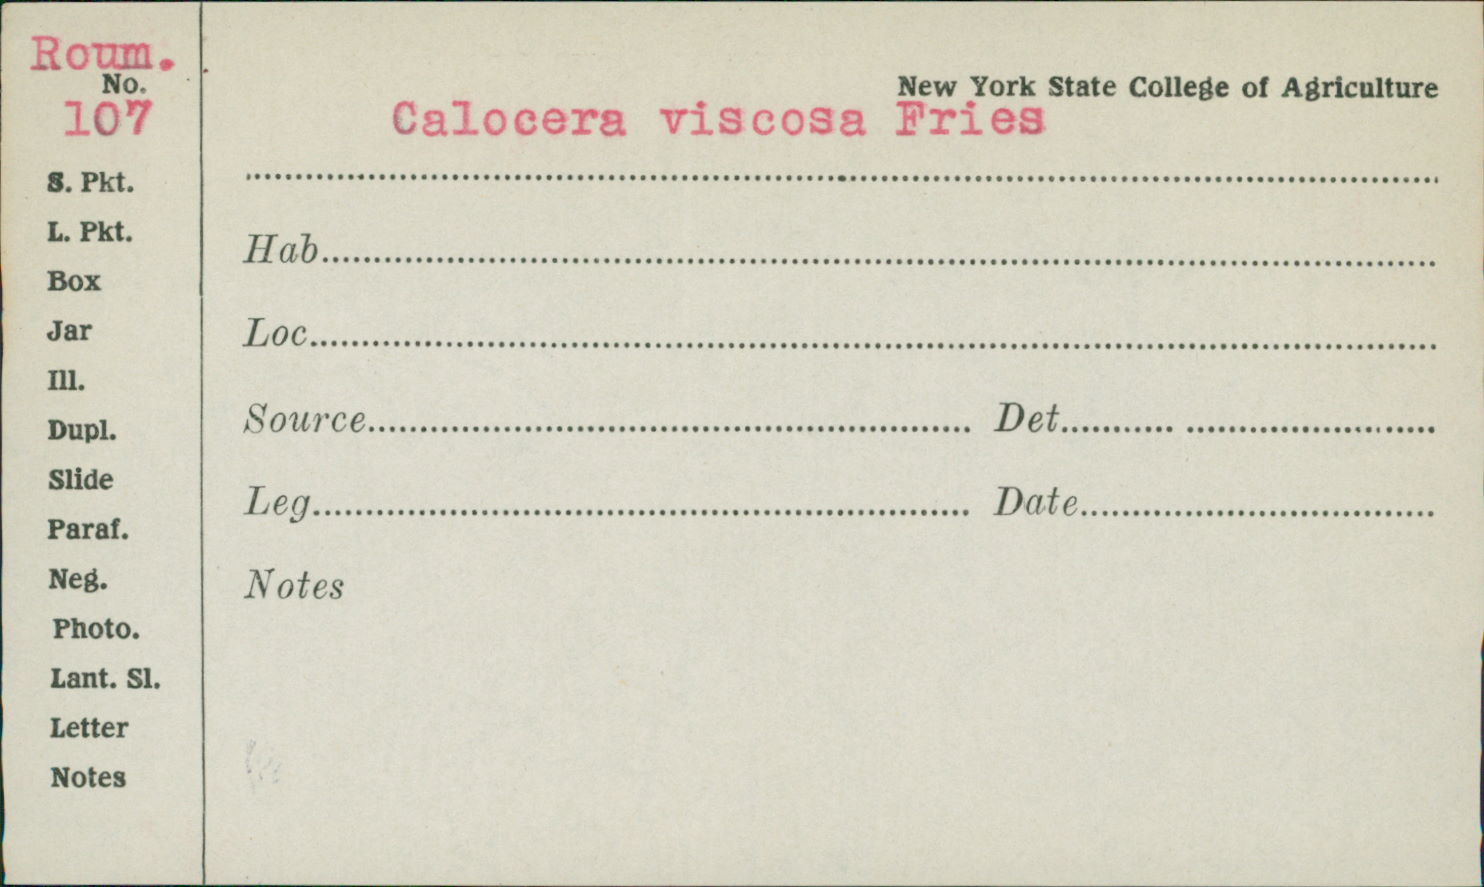 Roum.
No.
107
S. Pkt.
L. Pkt.
Box
Jar
Ill.
Dupl.
Slide
Paraf.
Neg.
Photo.
Lant. Sl.
Letter
Notes
New York State College of Agriculture
Calocera viscosa Fries
Hab
Loc
Source Det
Leg Date
Notes